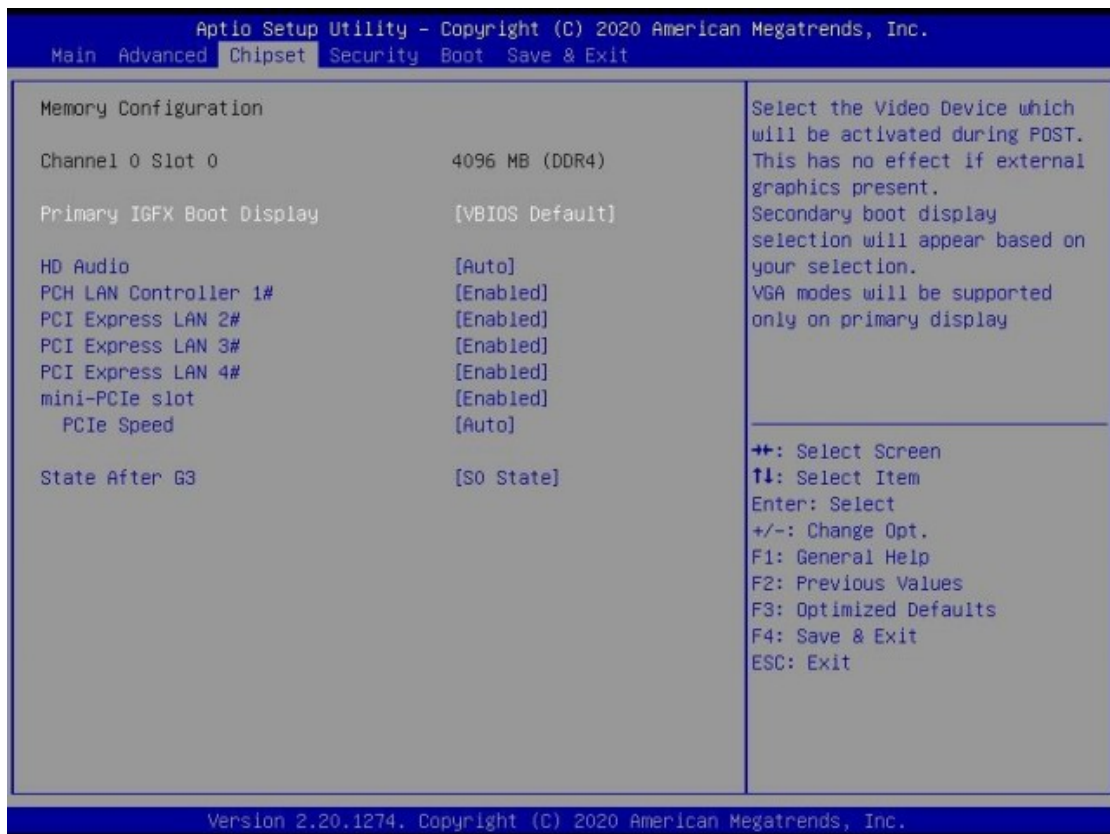 Aptio Setup Utility – Copyright (C) 2020 American Megatrends, Inc.
Main Advanced Chipset Security Boot Save & Exit
Memory Configuration
Channel 0 Slot 0 4096 MB (DDR4)
Primary IGFX Boot Display [VBIOS Default]
HD Audio [Auto]
PCH LAN Controller 1# [Enabled]
PCI Express LAN 2# [Enabled]
PCI Express LAN 3# [Enabled]
PCI Express LAN 4# [Enabled]
mini-PCIe slot [Enabled]
PCIe Speed [Auto]
State After G3 [S0 State]
Select the Video Device which
will be activated during POST.
This has no effect if external
graphics present.
Secondary boot display
selection will appear based on
your selection.
VGA modes will be supported
only on primary display
→←: Select Screen
↑↓: Select Item
Enter: Select
+/-: Change Opt.
F1: General Help
F2: Previous Values
F3: Optimized Defaults
F4: Save & Exit
ESC: Exit
Version 2.20.1274. Copyright (C) 2020 American Megatrends, Inc.